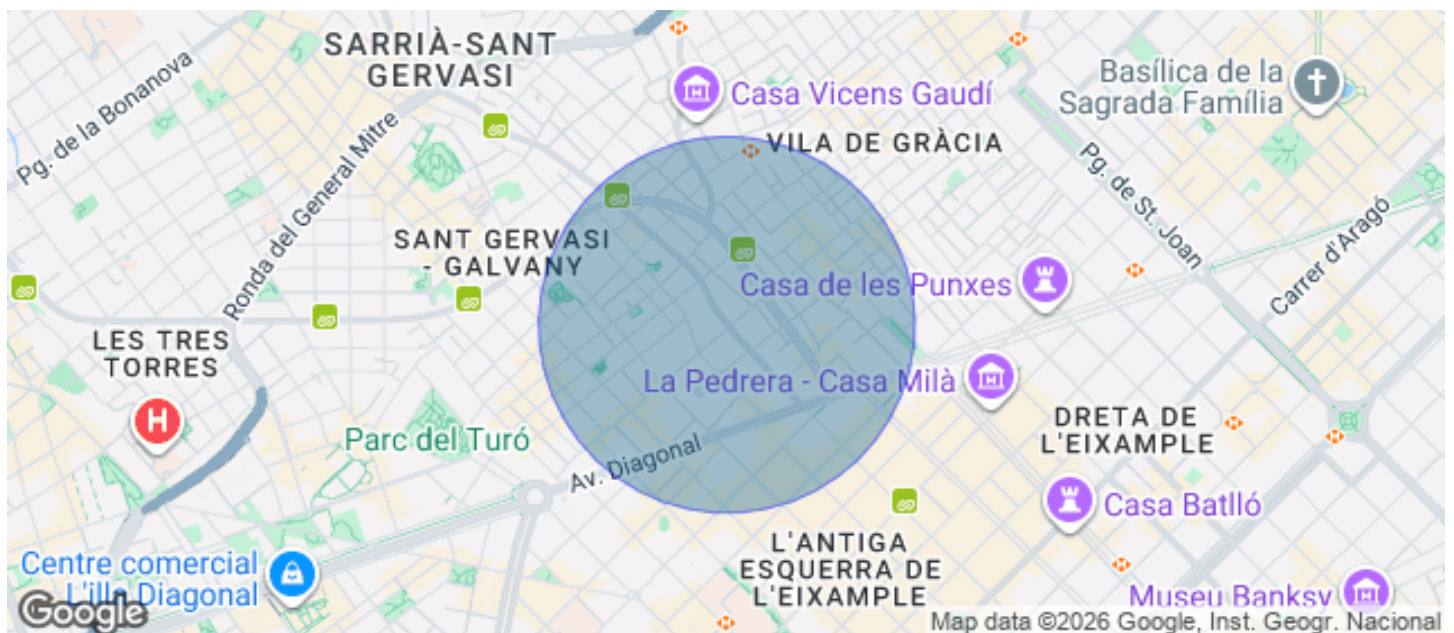 SARRIÀ-SANT
GERVASI
Pg. de la Bonanova
Ronda del General Mitre
Casa Vicens Gaudí
VILA DE GRÀCIA
Basílica de la
Sagrada Família
Pg. de St. Joan
Carrer d'Aragó
SANT GERVASI
- GALVANY
Casa de les Punxes
LES TRES
TORRES
H
La Pedrera - Casa Milà
Parc del Turó
Av. Diagonal
DRETA DE
L'EIXAMPLE
Casa Batlló
L'ANTIGA
ESQUERRA DE
L'EIXAMPLE
Centre comercial
L'illa Diagonal
Museu Banksy
Google
Map data ©2026 Google, Inst. Geogr. Nacional